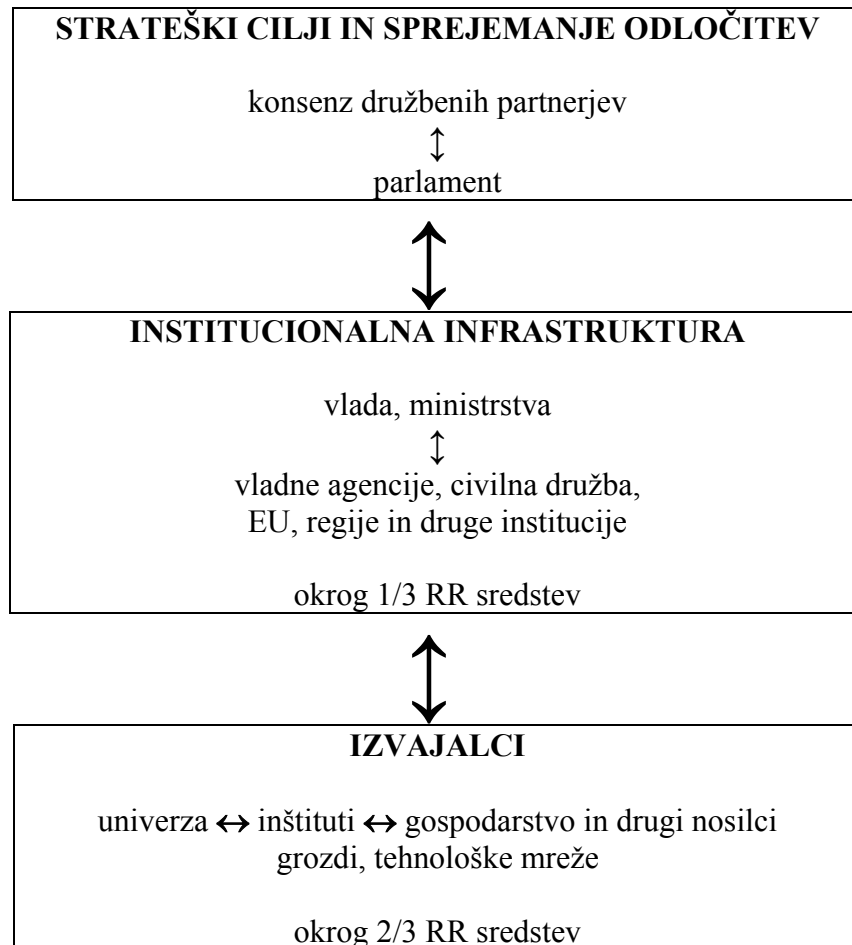 STRATEŠKI CILJI IN SPREJEMANJE ODLOČITEV
konsenz družbenih partnerjev
↕
parlament
↕
INSTITUCIONALNA INFRASTRUKTURA
vlada, ministrstva
↕
vladne agencije, civilna družba,
EU, regije in druge institucije
okrog 1/3 RR sredstev
↕
IZVAJALCI
univerza ↔ inštituti ↔ gospodarstvo in drugi nosilci
grozdi, tehnološke mreže
okrog 2/3 RR sredstev